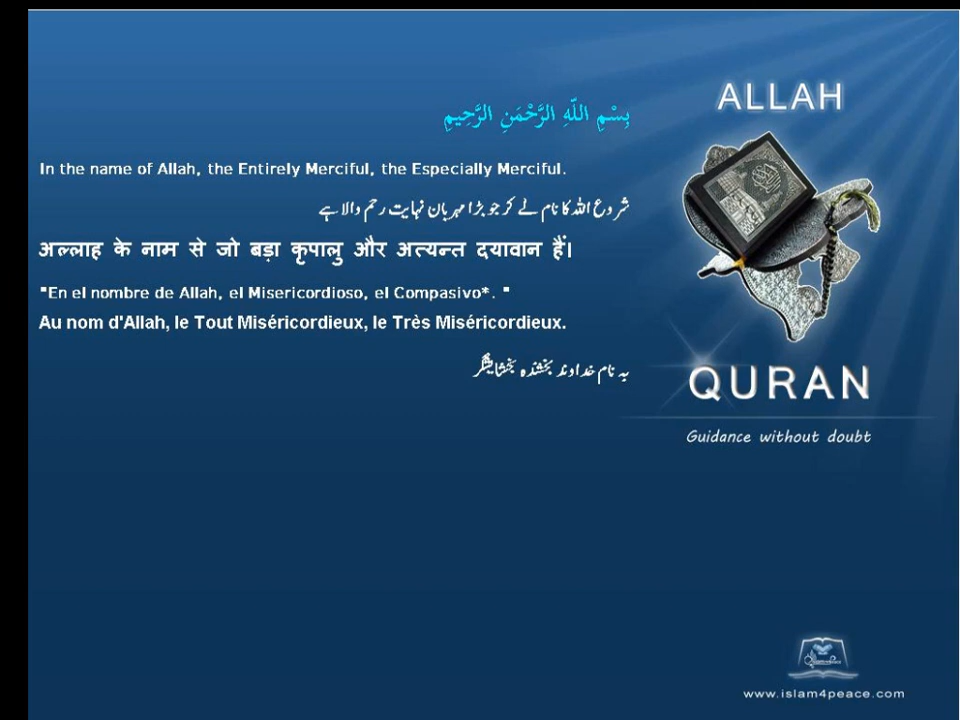 بِسْمِ اللّهِ الرَّحْمَنِ الرَّحِيمِ
In the name of Allah, the Entirely Merciful, the Especially Merciful.
شروع الله کا نام لے کر جو بڑا مہربان نہایت رحم والا ہے
अल्लाह के नाम से जो बड़ा कृपालु और अत्यन्त दयावान हैं।
"En el nombre de Allah, el Misericordioso, el Compasivo*. "
Au nom d'Allah, le Tout Miséricordieux, le Très Miséricordieux.
به نام خداوند بخشنده بخشایشگر
ALLAH
QURAN
Guidance without doubt
www.islam4peace.com